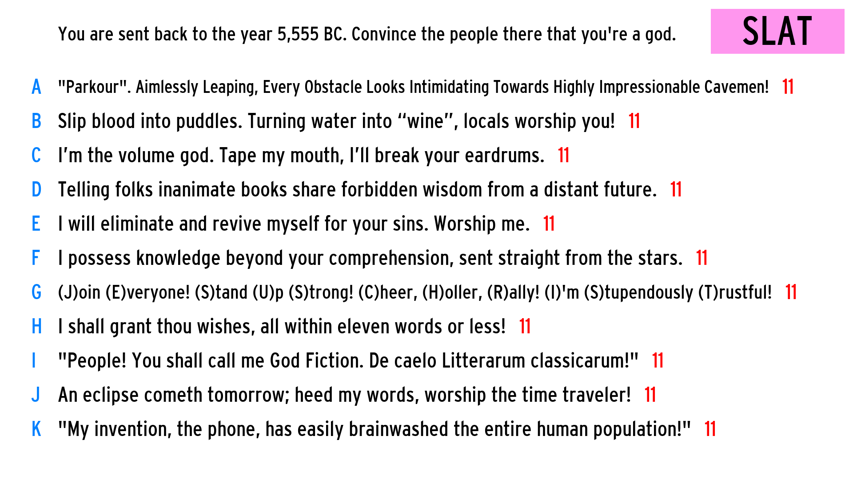 You are sent back to the year 5,555 BC. Convince the people there that you're a god.
SLAT
A "Parkour". Aimlessly Leaping, Every Obstacle Looks Intimidating Towards Highly Impressionable Cavemen! 11
B Slip blood into puddles. Turning water into “wine”, locals worship you! 11
C I’m the volume god. Tape my mouth, I’ll break your eardrums. 11
D Telling folks inanimate books share forbidden wisdom from a distant future. 11
E I will eliminate and revive myself for your sins. Worship me. 11
F I possess knowledge beyond your comprehension, sent straight from the stars. 11
G (J)oin (E)veryone! (S)tand (U)p (S)trong! (C)heer, (H)oller, (R)ally! (I)'m (S)tupendously (T)rustful! 11
H I shall grant thou wishes, all within eleven words or less! 11
I "People! You shall call me God Fiction. De caelo Litterarum classicarum!" 11
J An eclipse cometh tomorrow; heed my words, worship the time traveler! 11
K "My invention, the phone, has easily brainwashed the entire human population!" 11